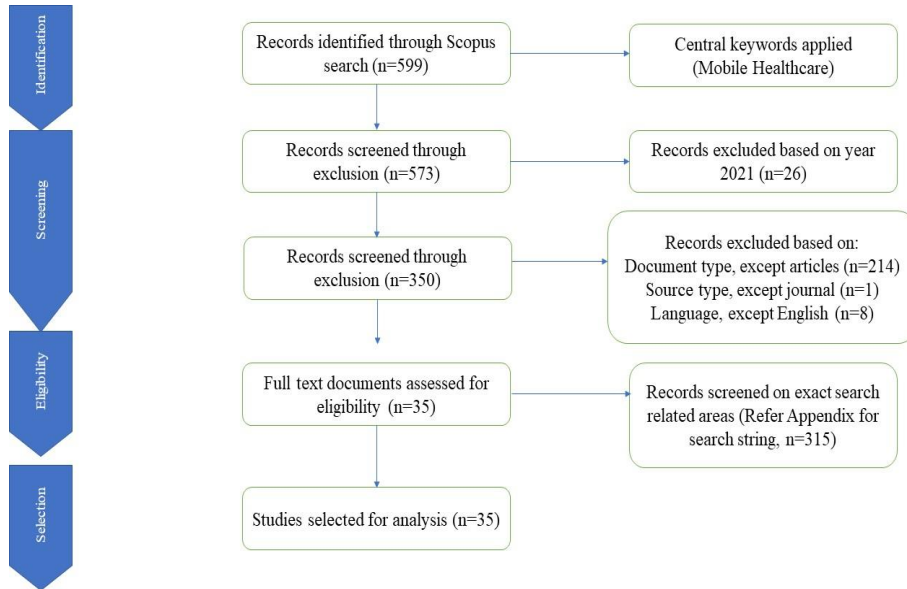 Identification
Records identified through Scopus
search (n=599)
Central keywords applied
(Mobile Healthcare)
Screening
Records screened through
exclusion (n=573)
Records excluded based on year
2021 (n=26)
Records screened through
exclusion (n=350)
Records excluded based on:
Document type, except articles (n=214)
Source type, except journal (n=1)
Language, except English (n=8)
Eligibility
Full text documents assessed for
eligibility (n=35)
Records screened on exact search
related areas (Refer Appendix for
search string, n=315)
Selection
Studies selected for analysis (n=35)